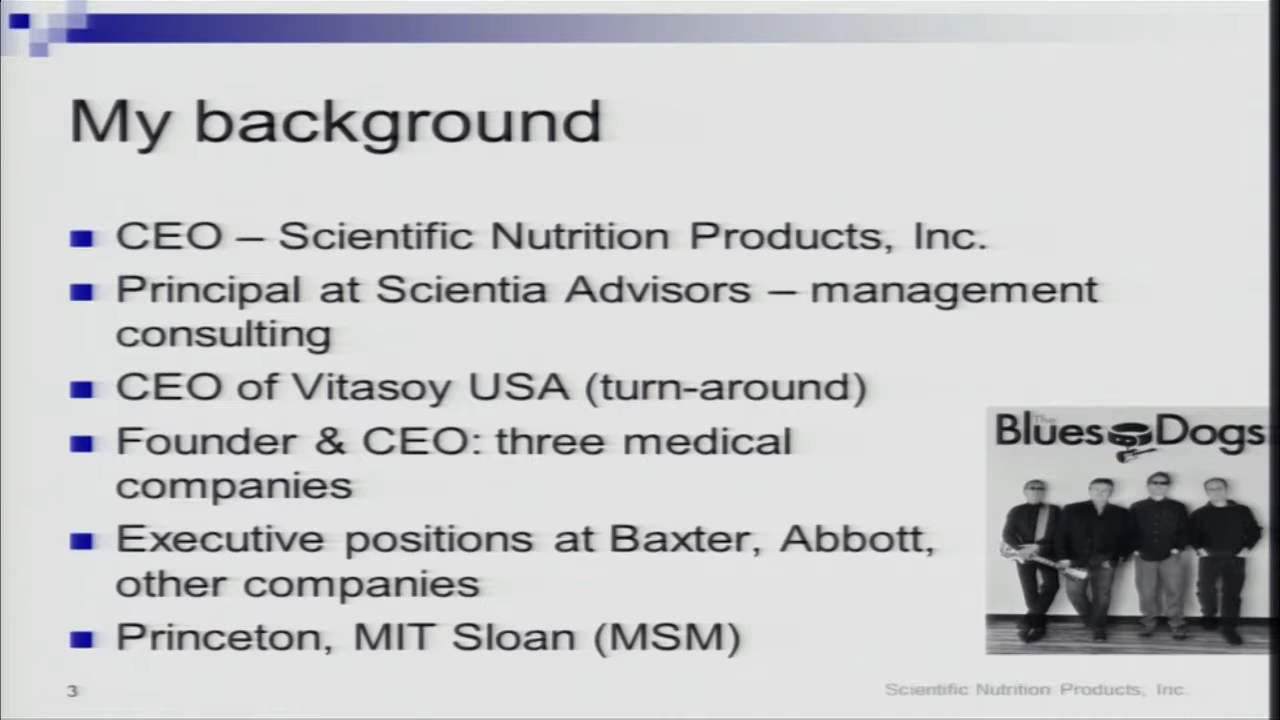 My background
CEO – Scientific Nutrition Products, Inc.
Principal at Scientia Advisors – management
consulting
CEO of Vitasoy USA (turn-around)
Founder & CEO: three medical
companies
Executive positions at Baxter, Abbott,
other companies
Princeton, MIT Sloan (MSM)
The
Blues Dogs
3
Scientific Nutrition Products, Inc.